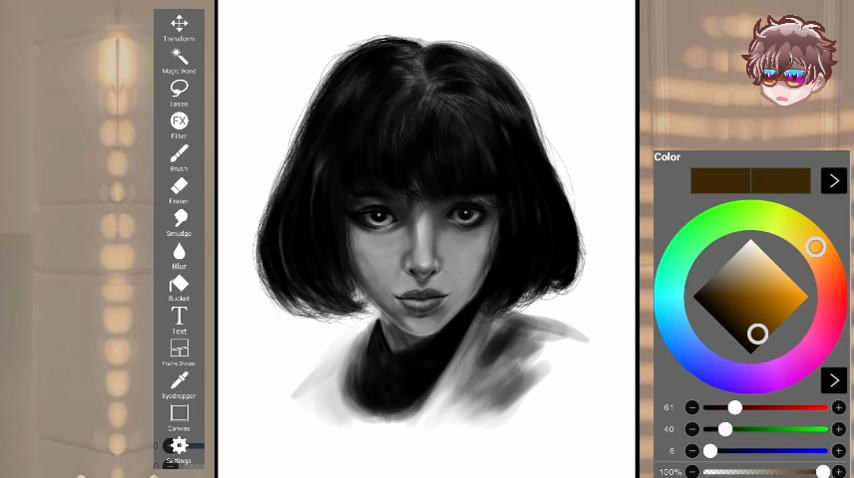 Transform
Magic Wand
Lasso
FX
Filter
Brush
Eraser
Smudge
Blur
Bucket
T
Text
Frame Divider
Eyedropper
Canvas
Settings
Color
61
40
6
100%